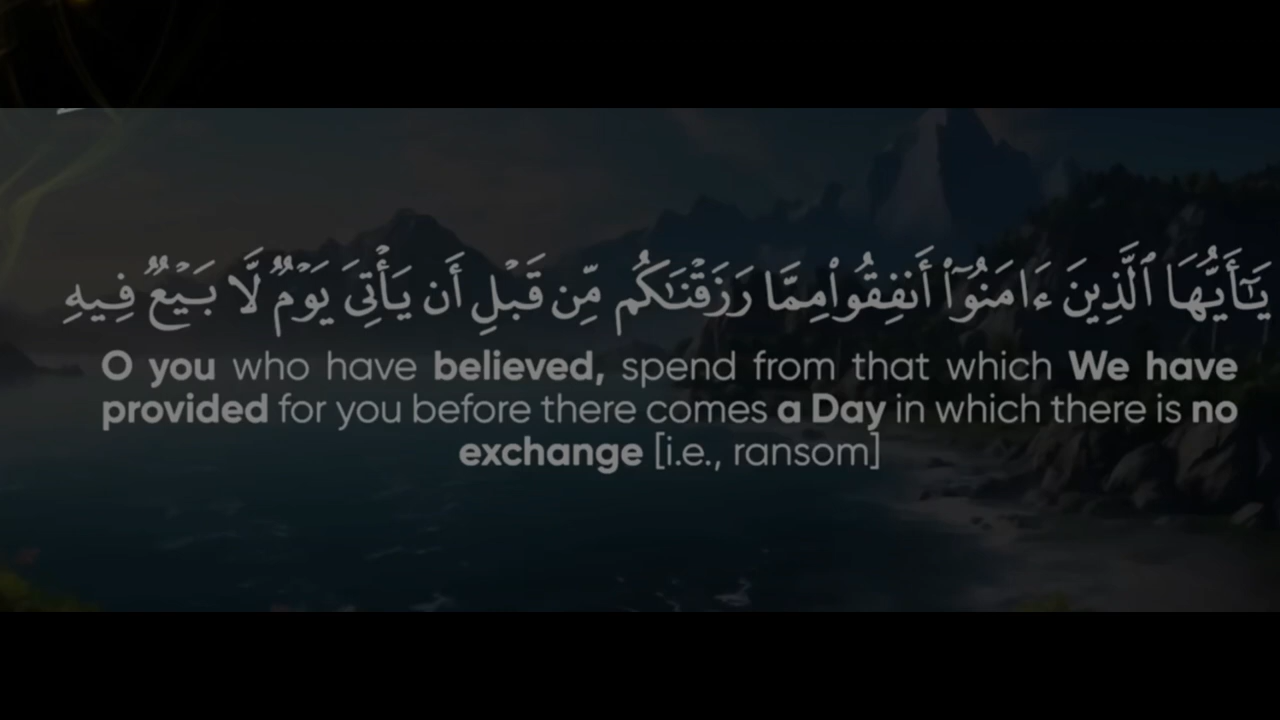 يَٰٓأَيُّهَا ٱلَّذِينَ ءَامَنُوٓا۟ أَنفِقُوا۟ مِمَّا رَزَقْنَٰكُم مِّن قَبْلِ أَن يَأْتِىَ يَوْمٌ لَّا بَيْعٌ فِيهِ
O you who have believed, spend from that which We have
provided for you before there comes a Day in which there is no
exchange [i.e., ransom]